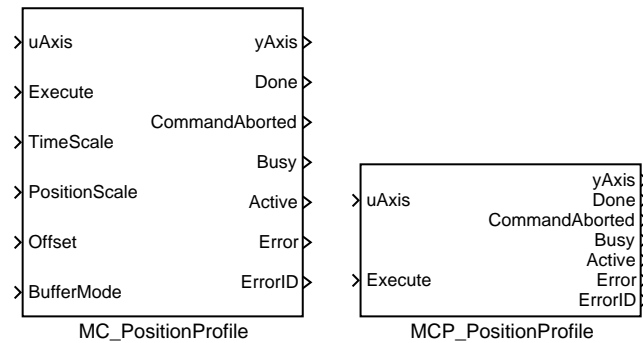 uAxis
Execute
TimeScale
PositionScale
Offset
BufferMode
yAxis
Done
CommandAborted
Busy
Active
Error
ErrorID
MC_PositionProfile
uAxis
Execute
yAxis
Done
CommandAborted
Busy
Active
Error
ErrorID
MCP_PositionProfile